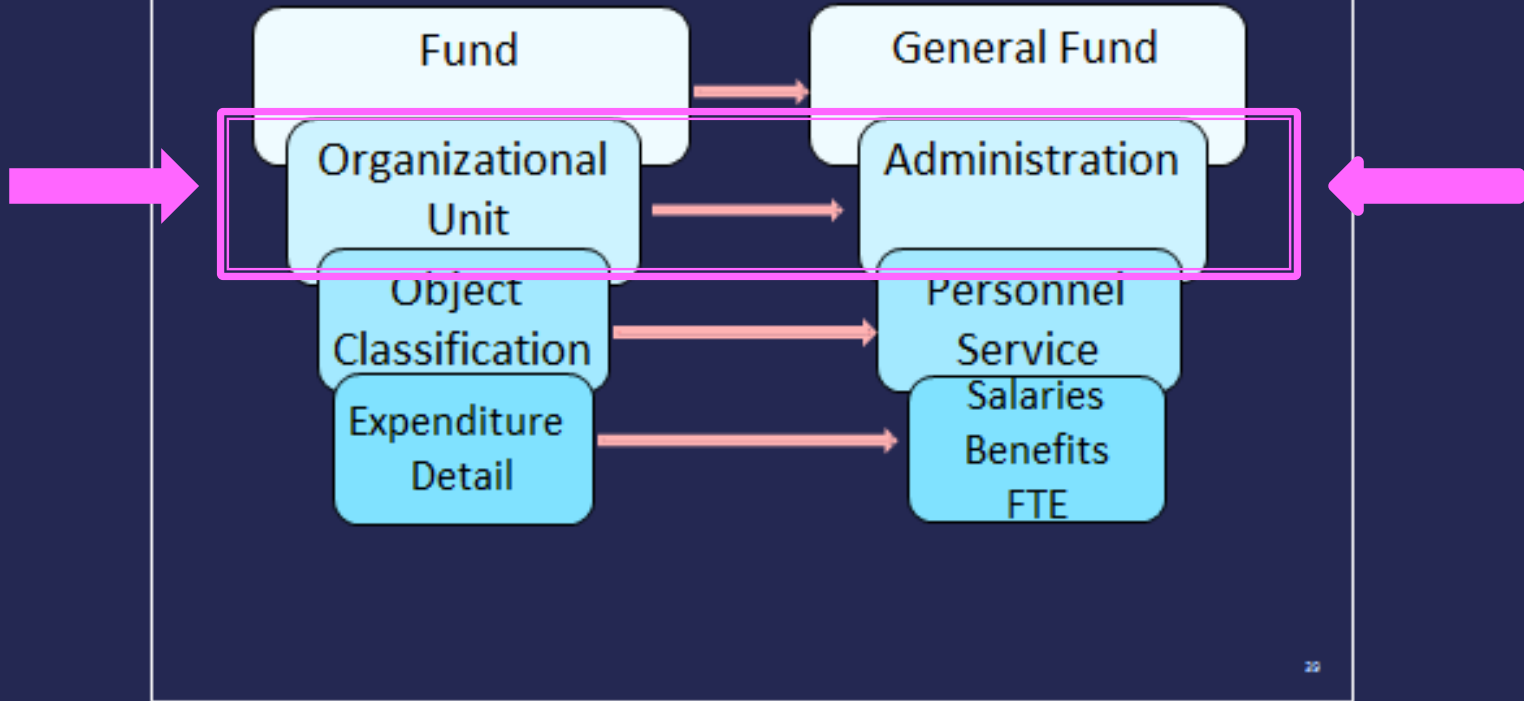 Fund
General Fund
Organizational
Unit
Administration
Object
Classification
Personnel
Service
Expenditure
Detail
Salaries
Benefits
FTE